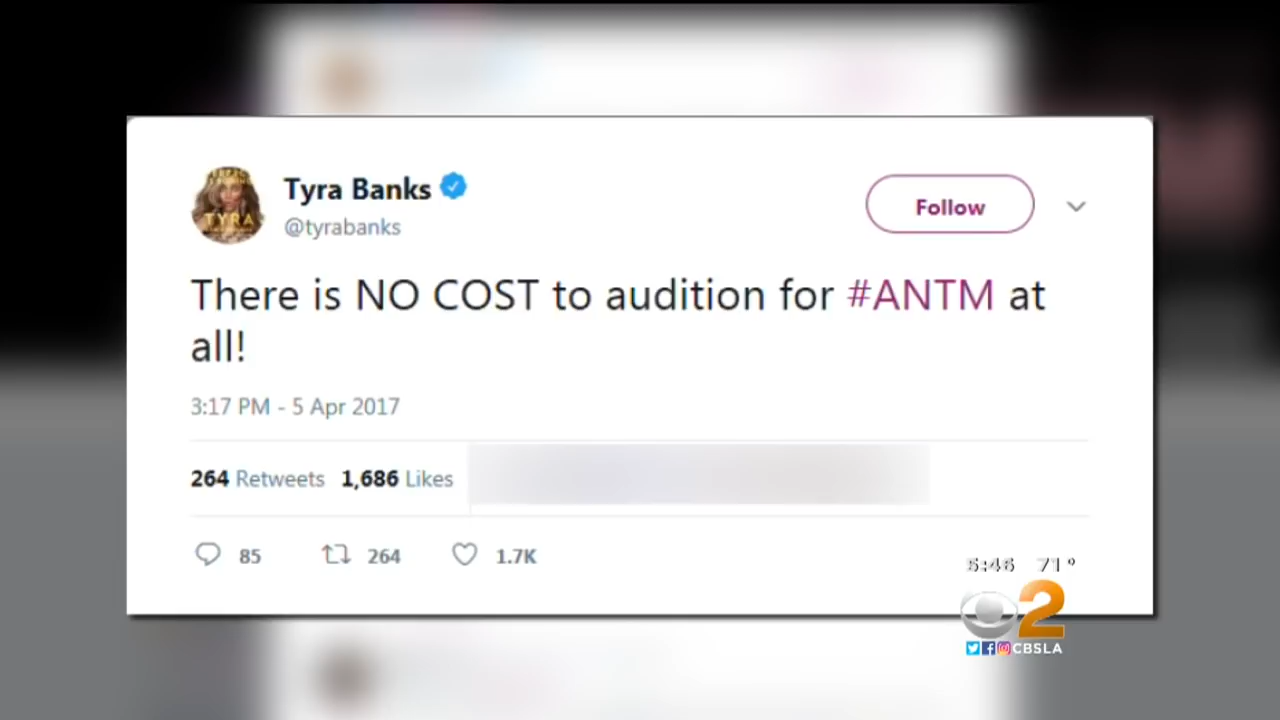 Tyra Banks
@tyrabanks
Follow
There is NO COST to audition for #ANTM at
all!
3:17 PM - 5 Apr 2017
264 Retweets 1,686 Likes
85 264 1.7K
5:46 71°
2
CBSLA
TYRA